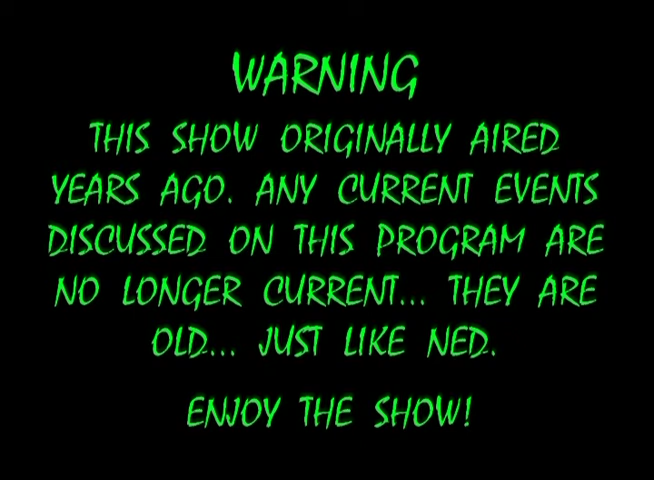 WARNING
THIS SHOW ORIGINALLY AIRED
YEARS AGO. ANY CURRENT EVENTS
DISCUSSED ON THIS PROGRAM ARE
NO LONGER CURRENT... THEY ARE
OLD... JUST LIKE NED.
ENJOY THE SHOW!